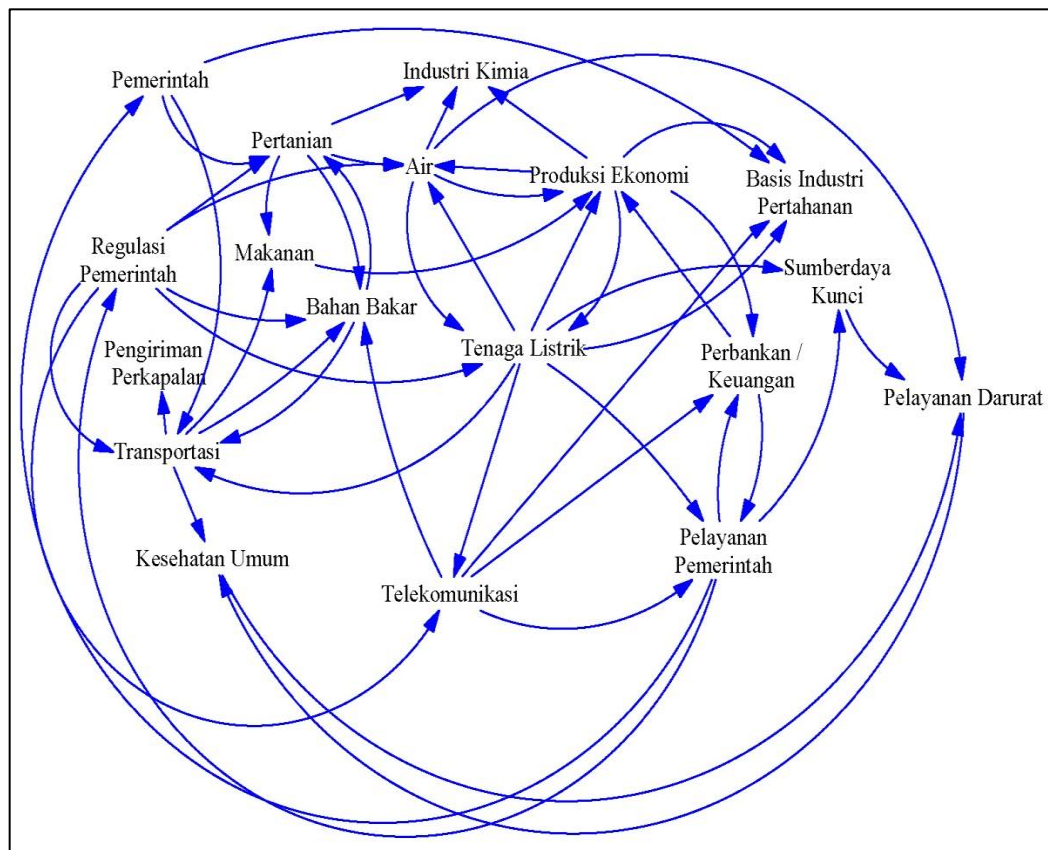 Pemerintah
Industri Kimia
Pertanian
Air
Produksi Ekonomi
Basis Industri
Pertahanan
Regulasi
Pemerintah
Makanan
Sumberdaya
Kunci
Bahan Bakar
Pengiriman
Perkapalan
Tenaga Listrik
Perbankan /
Keuangan
Pelayanan Darurat
Transportasi
Kesehatan Umum
Telekomunikasi
Pelayanan
Pemerintah